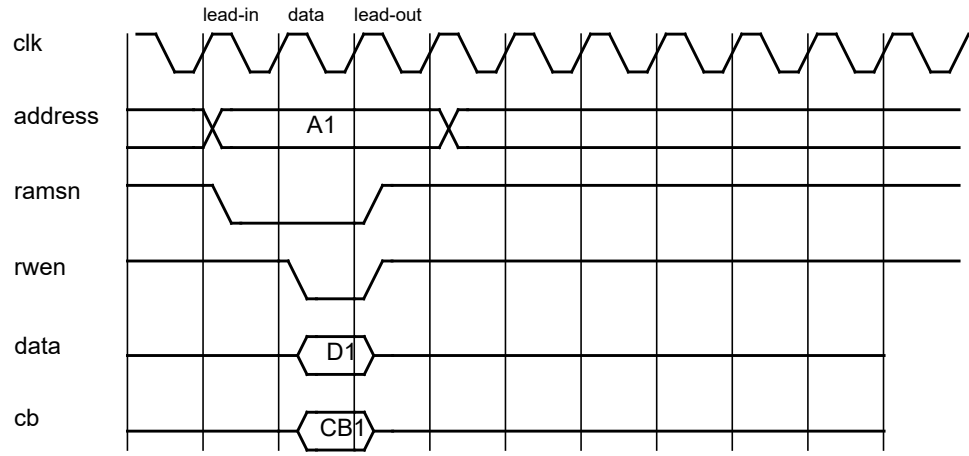 lead-in data lead-out
clk
address A1
ramsn
rwen
data D1
cb CB1